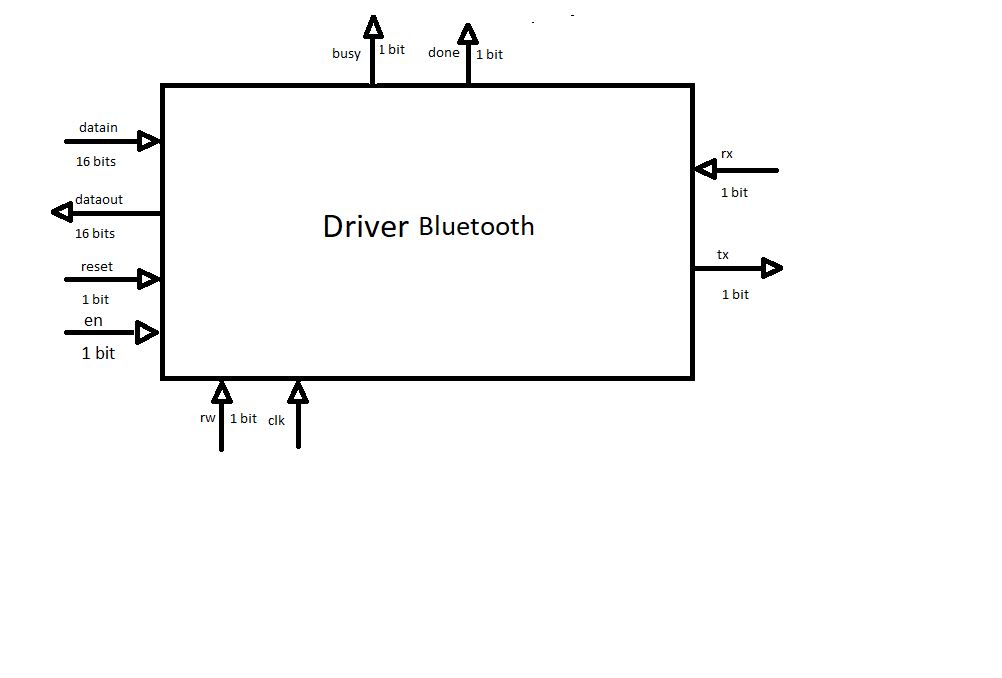 busy 1 bit
done 1 bit
datain
16 bits
dataout
16 bits
reset
1 bit
en
1 bit
Driver Bluetooth
rx
1 bit
tx
1 bit
rw 1 bit
clk